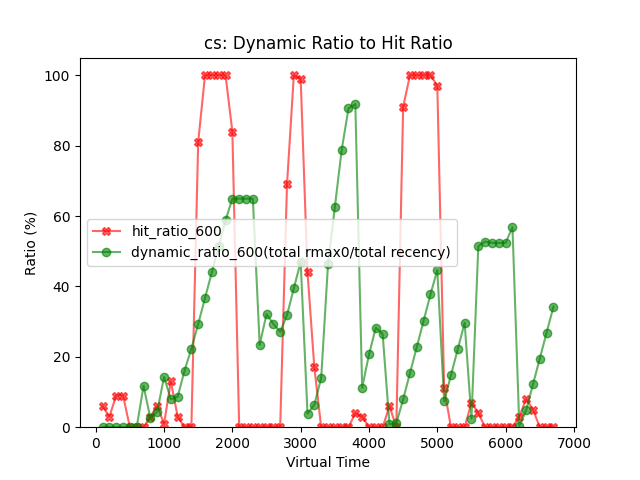 cs: Dynamic Ratio to Hit Ratio
Ratio (%)
100
80
60
40
20
0
hit_ratio_600
dynamic_ratio_600(total rmax0/total recency)
0 1000 2000 3000 4000 5000 6000 7000
Virtual Time